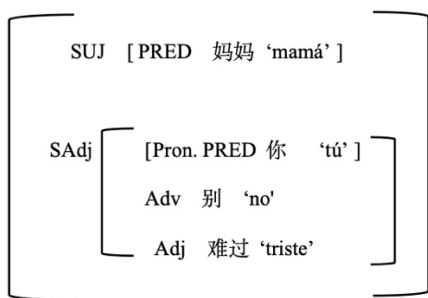 SUJ [ PRED 妈妈 ‘mamá’ ]
SAdj [Pron. PRED 你 ‘tú’ ]
Adv 别 ‘no'
Adj 难过 ‘triste’